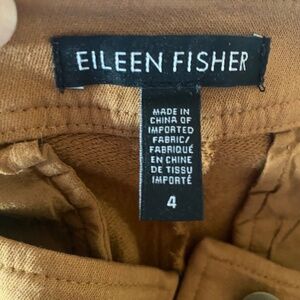 EILEEN FISHER
MADE IN
CHINA OF
IMPORTED
FABRIC/
FABRIQUÉ
EN CHINE
DE TISSU
IMPORTÉ
4